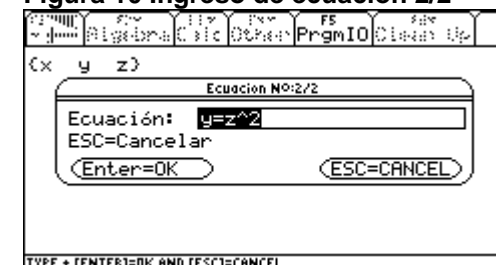 Figura 10 Ingreso de ecuación 2/2
Algebra Calc Other PrgmIO Clean Up
F5
{x y z}
Ecuacion Nº:2/2
Ecuación: y=z^2
ESC=Cancelar
Enter=OK ESC=CANCEL
TYPE + [ENTER]=OK AND [ESC]=CANCEL